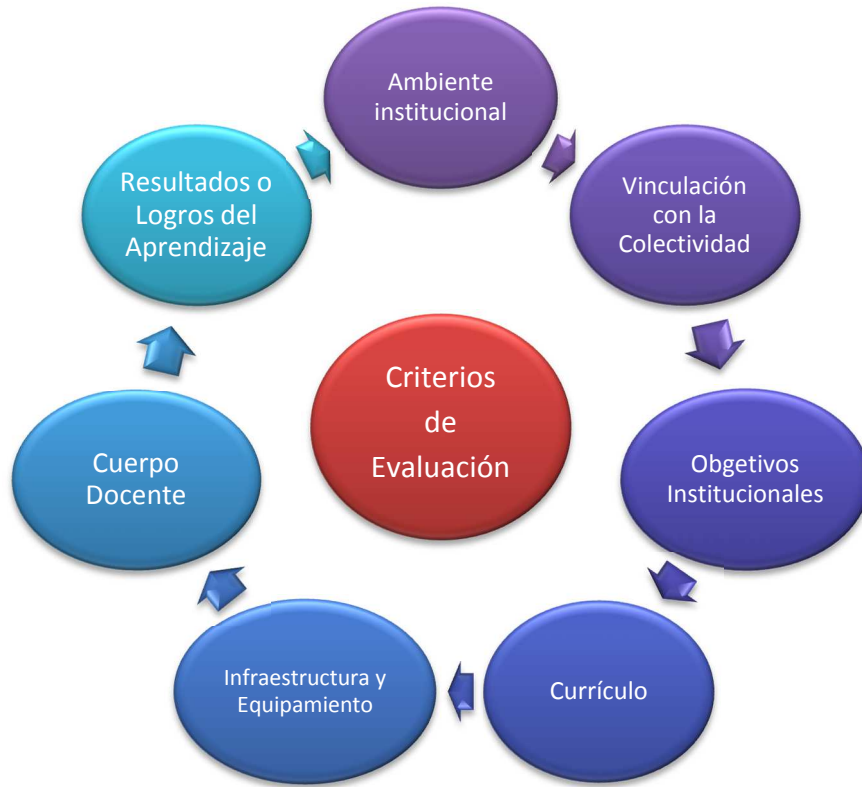 Ambiente
institucional
Vinculación
con la
Colectividad
Obgetivos
Institucionales
Currículo
Infraestructura y
Equipamiento
Cuerpo
Docente
Resultados o
Logros del
Aprendizaje
Criterios
de
Evaluación